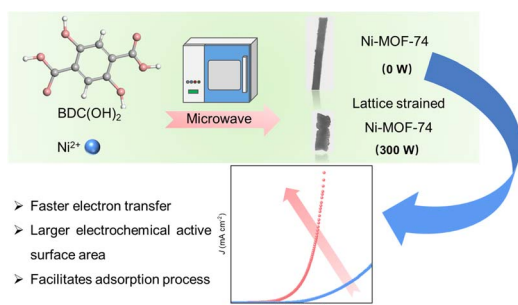 BDC(OH)₂
Ni²⁺
Microwave
Ni-MOF-74
(0 W)
Lattice strained
Ni-MOF-74
(300 W)
➢ Faster electron transfer
➢ Larger electrochemical active
surface area
➢ Facilitates adsorption process
J (mA cm⁻²)